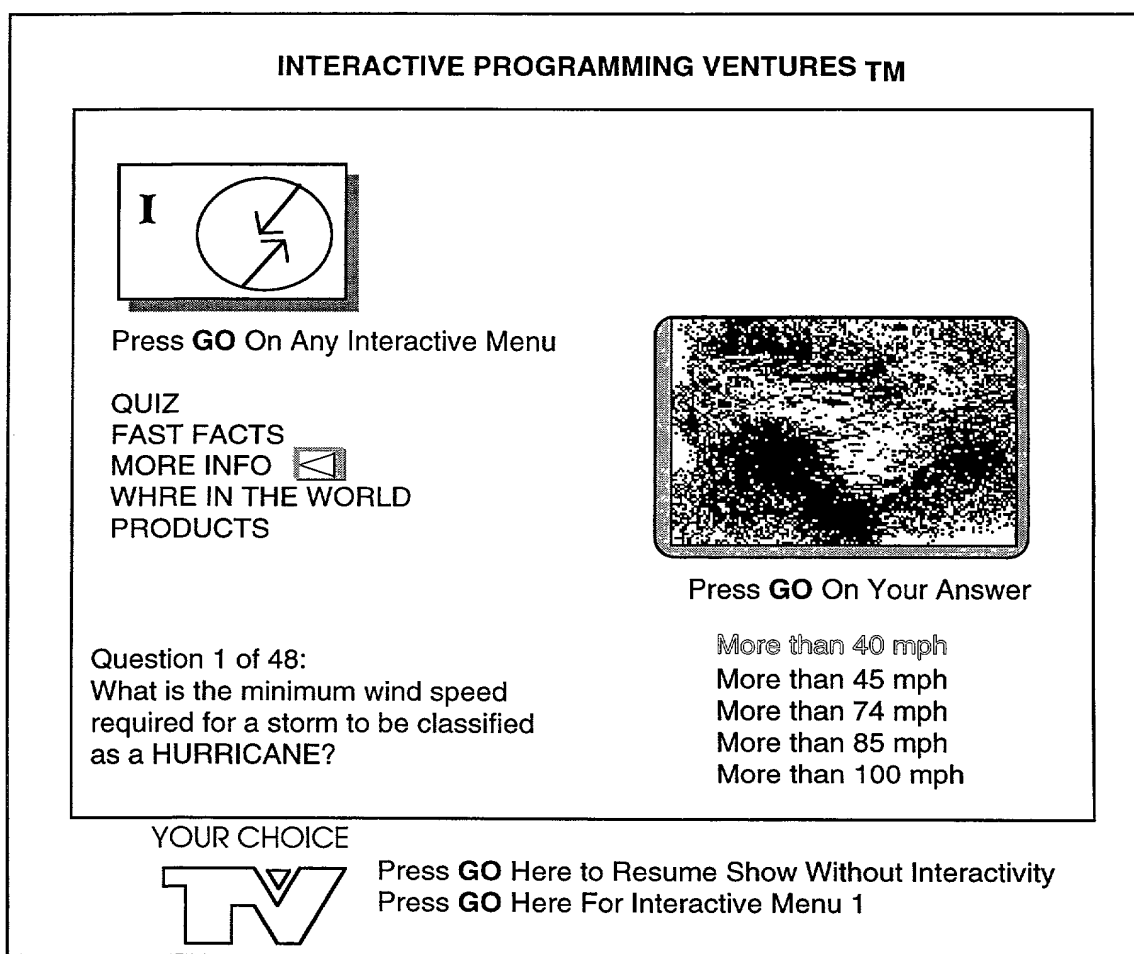 INTERACTIVE PROGRAMMING VENTURES TM
I
Press GO On Any Interactive Menu
QUIZ
FAST FACTS
MORE INFO
WHRE IN THE WORLD
PRODUCTS
Question 1 of 48:
What is the minimum wind speed
required for a storm to be classified
as a HURRICANE?
Press GO On Your Answer
More than 40 mph
More than 45 mph
More than 74 mph
More than 85 mph
More than 100 mph
YOUR CHOICE
TV
Press GO Here to Resume Show Without Interactivity
Press GO Here For Interactive Menu 1